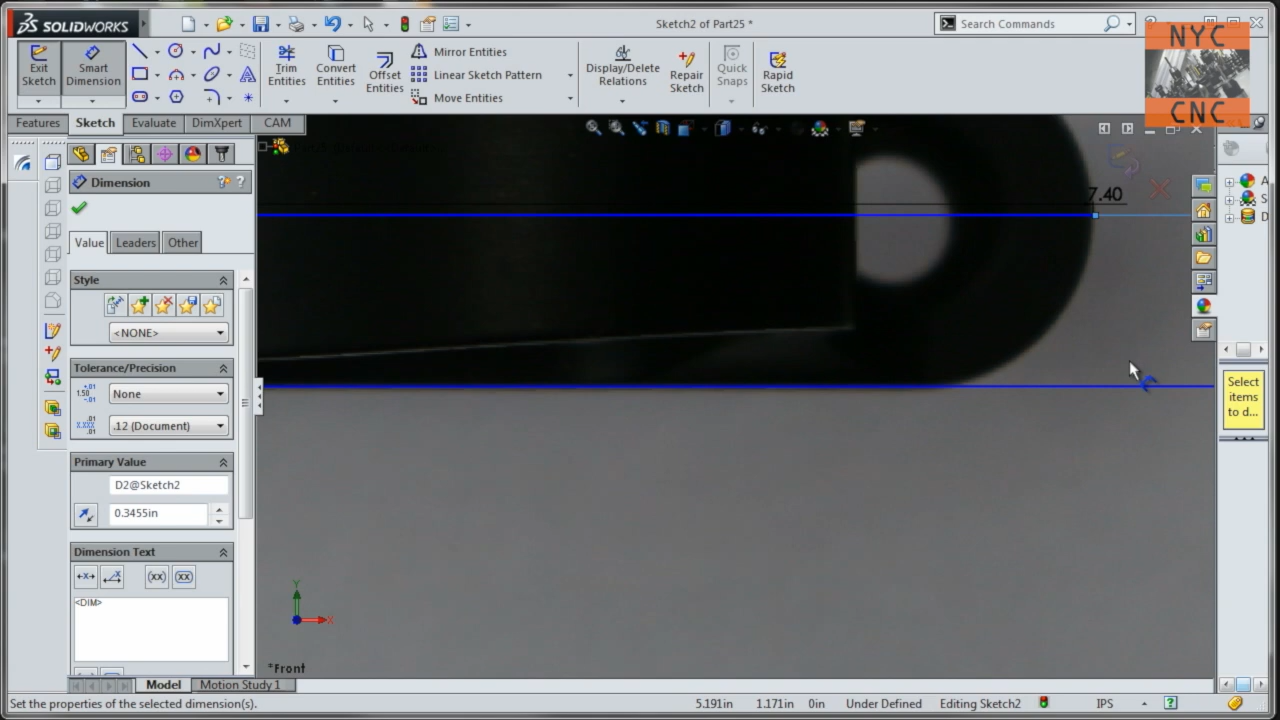 SOLIDWORKS
Sketch2 of Part25 *
Search Commands
?
NYC
CNC
Exit Sketch
Smart Dimension
Trim Entities
Convert Entities
Offset Entities
Mirror Entities
Linear Sketch Pattern
Move Entities
Display/Delete Relations
Repair Sketch
Quick Snaps
Rapid Sketch
Features
Sketch
Evaluate
DimXpert
CAM
Dimension
Value
Leaders
Other
Style
<NONE>
Tolerance/Precision
None
.12 (Document)
Primary Value
D2@Sketch2
0.3455in
Dimension Text
<DIM>
7.40
A
S
D
Select
items
to d...
Y
X
*Front
Model
Motion Study 1
Set the properties of the selected dimension(s).
5.191in
1.171in
0in
Under Defined
Editing Sketch2
IPS